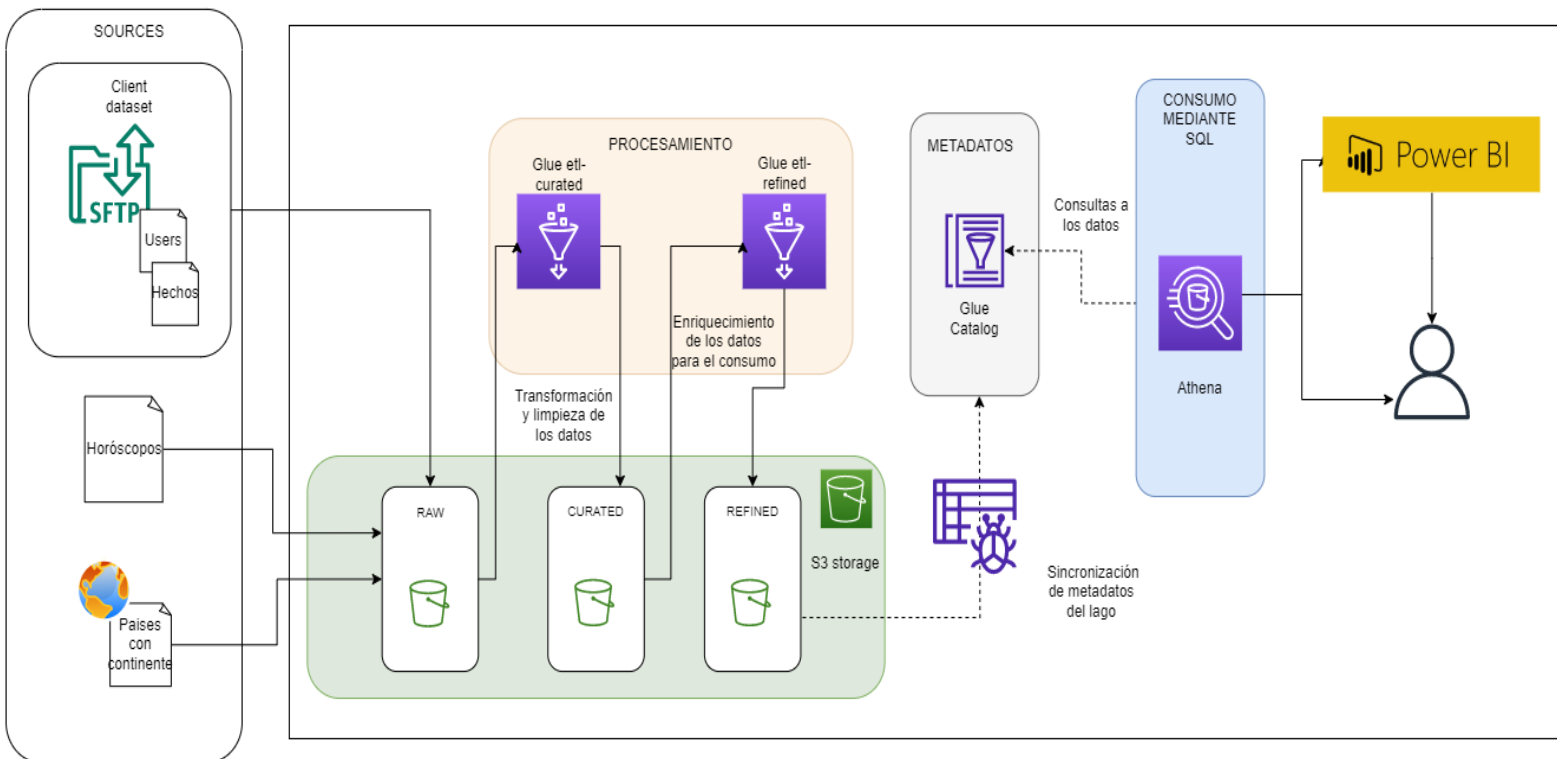 SOURCES
Client
dataset
SFTP
Users
Hechos
Horóscopos
Paises
con
continente
PROCESAMIENTO
Glue etl-
curated
Glue etl-
refined
Transformación
y limpieza de
los datos
Enriquecimiento
de los datos
para el consumo
RAW
CURATED
REFINED
S3 storage
METADATOS
Glue
Catalog
Sincronización
de metadatos
del lago
Consultas a
los datos
CONSUMO
MEDIANTE
SQL
Athena
Power BI